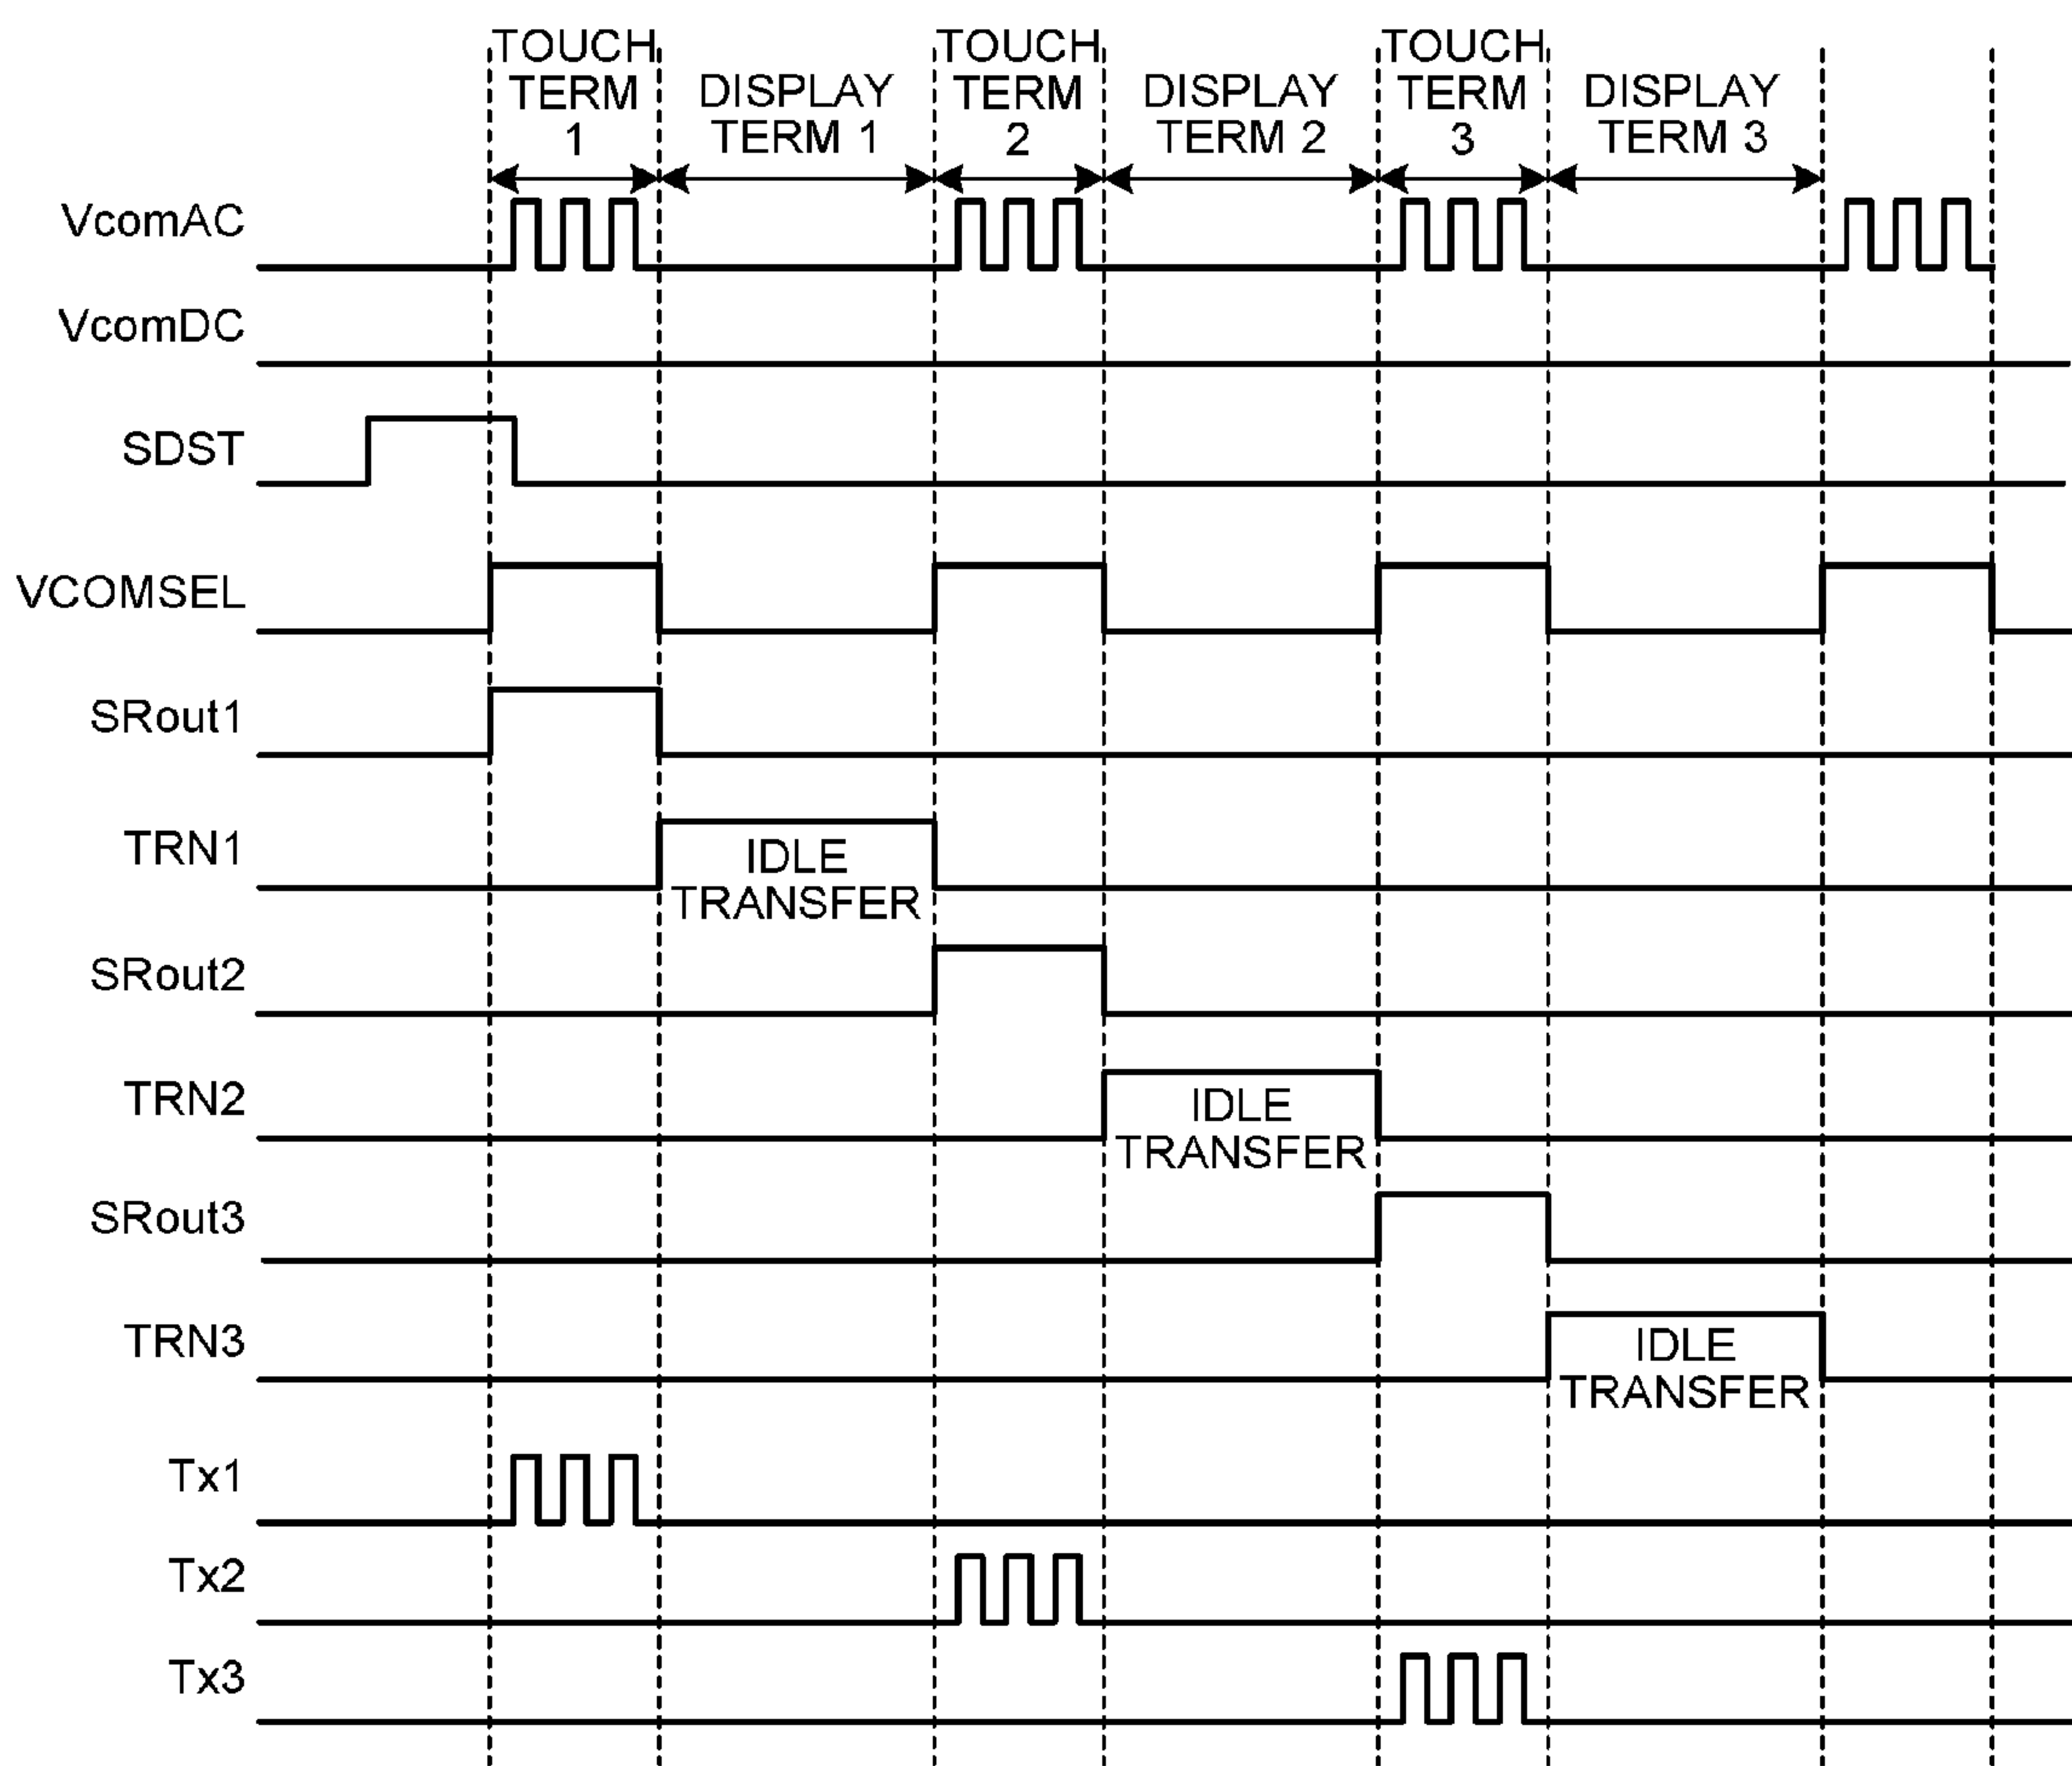 TOUCH
TERM
1
DISPLAY
TERM 1
TOUCH
TERM
2
DISPLAY
TERM 2
TOUCH
TERM
3
DISPLAY
TERM 3
VcomAC
VcomDC
SDST
VCOMSEL
SRout1
TRN1
IDLE
TRANSFER
SRout2
TRN2
IDLE
TRANSFER
SRout3
TRN3
IDLE
TRANSFER
Tx1
Tx2
Tx3